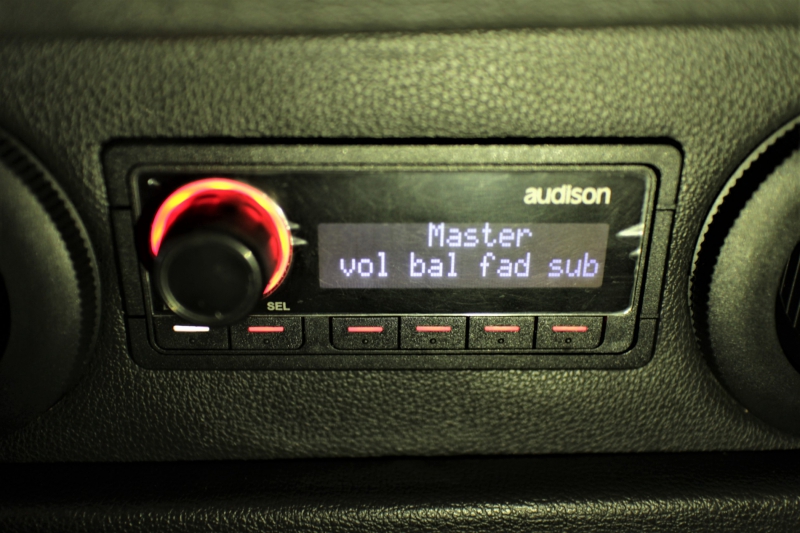 audison
Master
vol bal fad sub
SEL